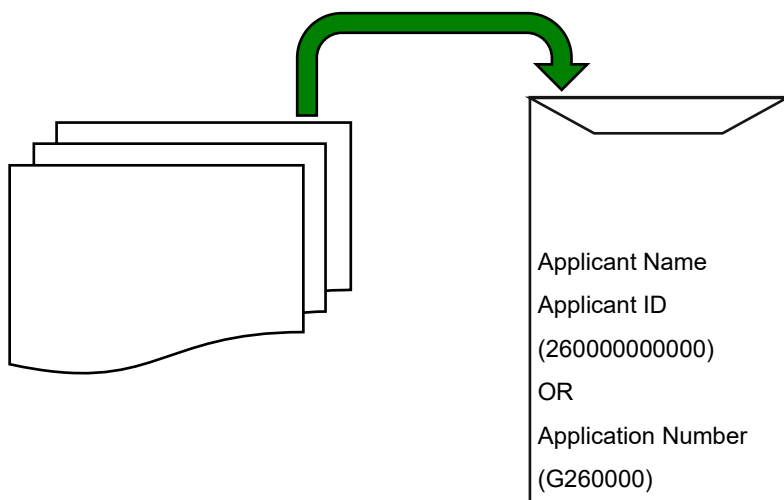 Applicant Name
Applicant ID
(260000000000)
OR
Application Number
(G260000)